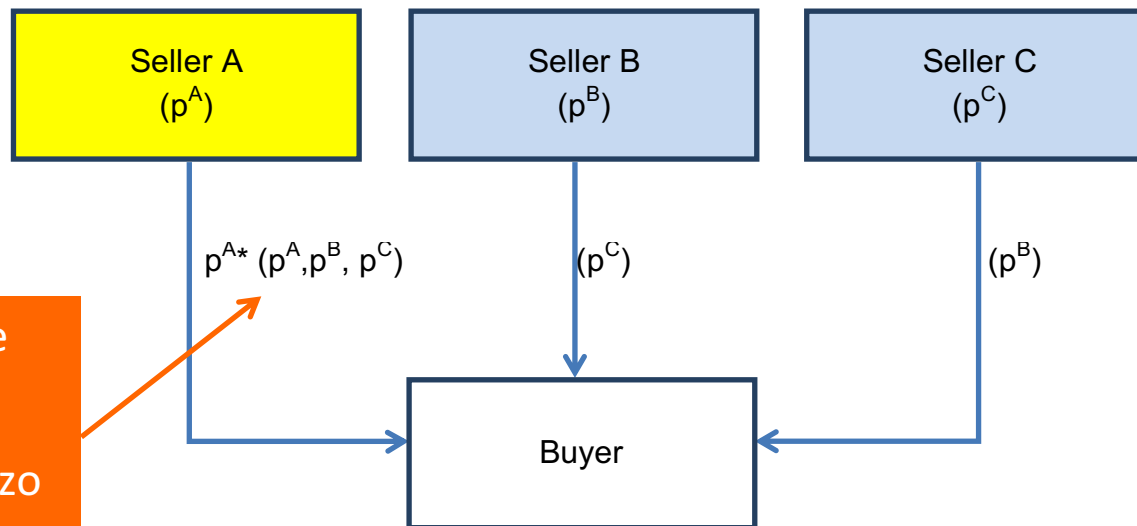 Seller A
(p^A)
Seller B
(p^B)
Seller C
(p^C)
p^A* (p^A,p^B, p^C)
(p^C)
(p^B)
Buyer